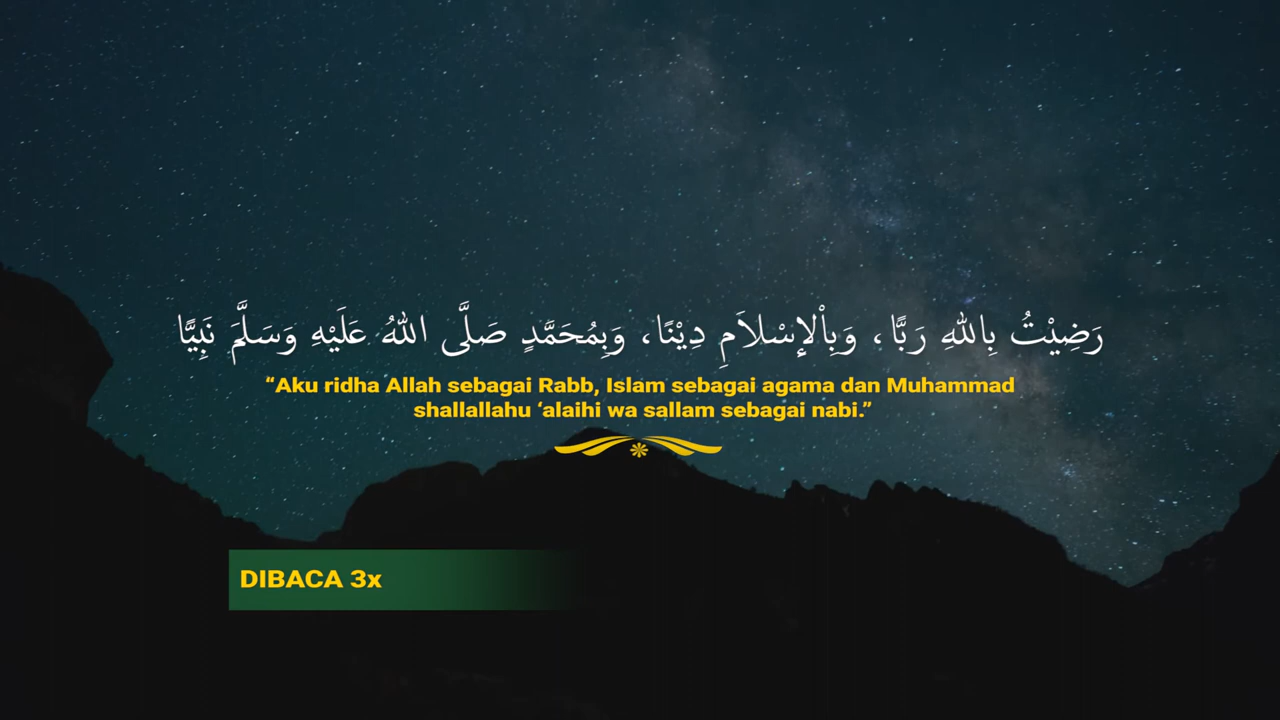 رَضِيْتُ بِاللهِ رَبًّا، وَبِاْلإِسْلاَمِ دِيْنًا، وَبِمُحَمَّدٍ صَلَّى اللهُ عَلَيْهِ وَسَلَّمَ نَبِيًّا
“Aku ridha Allah sebagai Rabb, Islam sebagai agama dan Muhammad
shallallahu ‘alaihi wa sallam sebagai nabi.”
DIBACA 3x